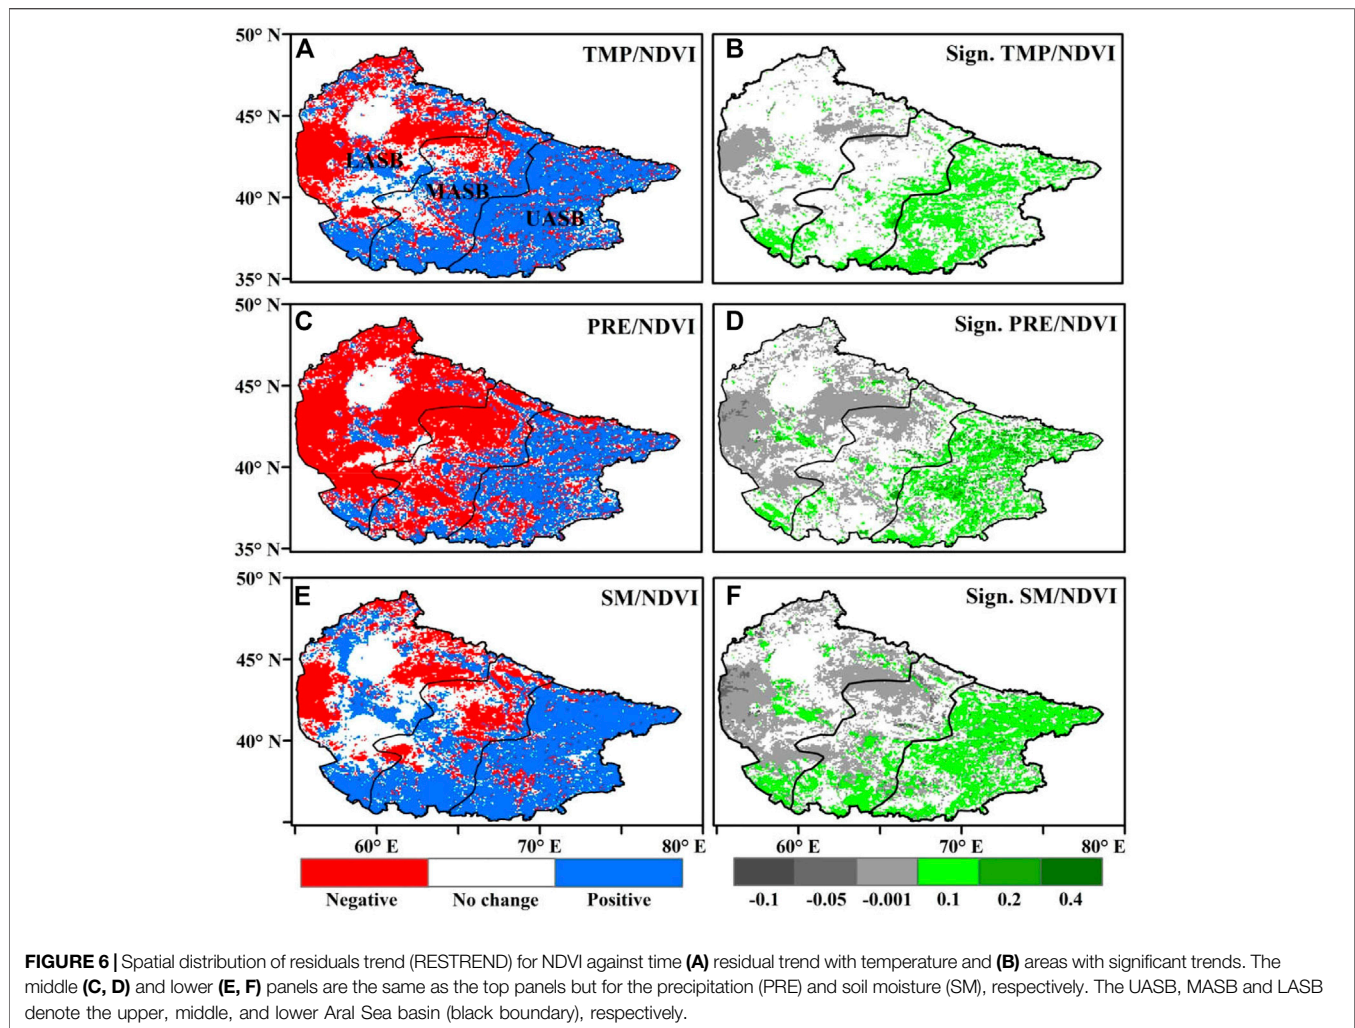 50° N
A
TMP/NDVI
B
Sign. TMP/NDVI
45° N
LASB
40° N
MASB
UASB
35° N
50° N
C
PRE/NDVI
D
Sign. PRE/NDVI
45° N
40° N
35° N
50° N
E
SM/NDVI
F
Sign. SM/NDVI
45° N
40° N
60° E
70° E
80° E
60° E
70° E
80° E
Negative
No change
Positive
-0.1
-0.05
-0.001
0.1
0.2
0.4
FIGURE 6 | Spatial distribution of residuals trend (RESTREND) for NDVI against time (A) residual trend with temperature and (B) areas with significant trends. The
middle (C, D) and lower (E, F) panels are the same as the top panels but for the precipitation (PRE) and soil moisture (SM), respectively. The UASB, MASB and LASB
denote the upper, middle, and lower Aral Sea basin (black boundary), respectively.